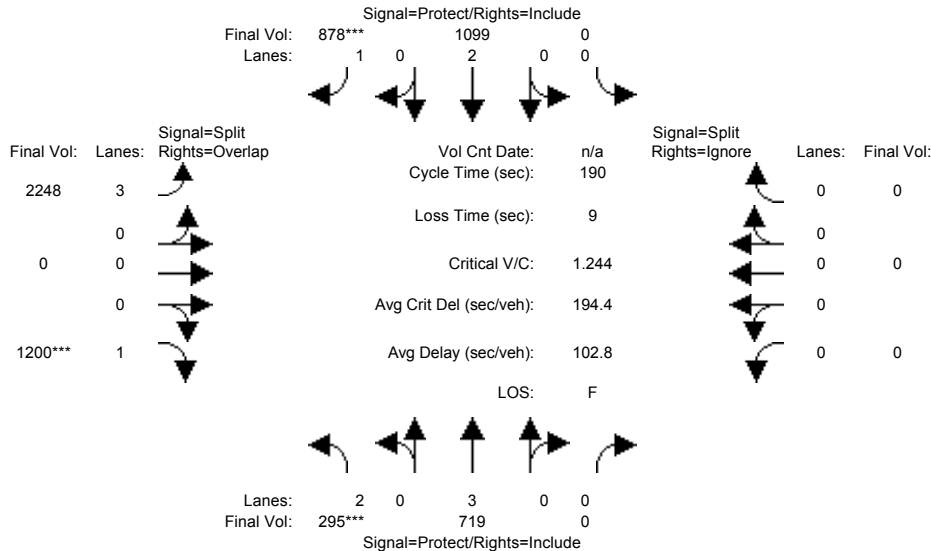 Signal=Protect/Rights=Include
Final Vol: 878*** 1099 0
Lanes: 1 0 2 0 0
Signal=Split Signal=Split
Final Vol: Lanes: Rights=Overlap Vol Cnt Date: n/a Rights=Ignore Lanes: Final Vol:
Cycle Time (sec): 190
2248 3 0 0
Loss Time (sec): 9
0 0
0 0 Critical V/C: 1.244 0 0
0 Avg Crit Del (sec/veh): 194.4 0
1200*** 1 Avg Delay (sec/veh): 102.8 0 0
LOS: F
Lanes: 2 0 3 0 0
Final Vol: 295*** 719 0
Signal=Protect/Rights=Include